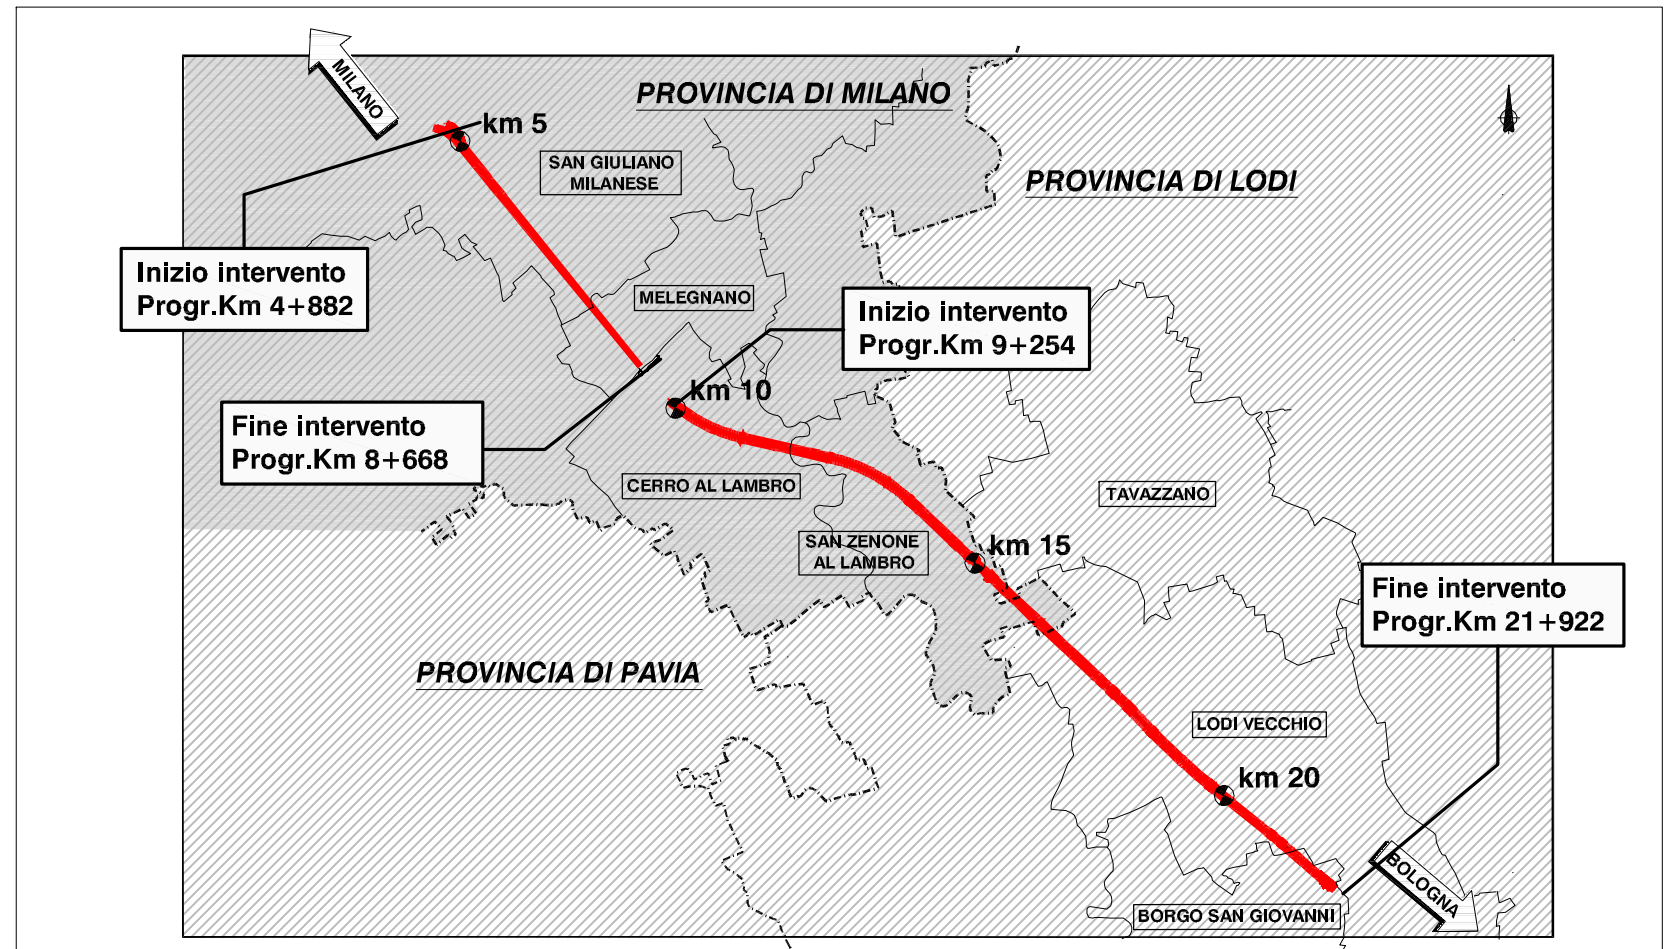 MILANO
PROVINCIA DI MILANO
km 5
SAN GIULIANO
MILANESE
PROVINCIA DI LODI
Inizio intervento
Progr.Km 4+882
MELEGNANO
Inizio intervento
Progr.Km 9+254
km 10
Fine intervento
Progr.Km 8+668
CERRO AL LAMBRO
TAVAZZANO
SAN ZENONE
AL LAMBRO
km 15
Fine intervento
Progr.Km 21+922
PROVINCIA DI PAVIA
LODI VECCHIO
km 20
BOLOGNA
BORGO SAN GIOVANNI